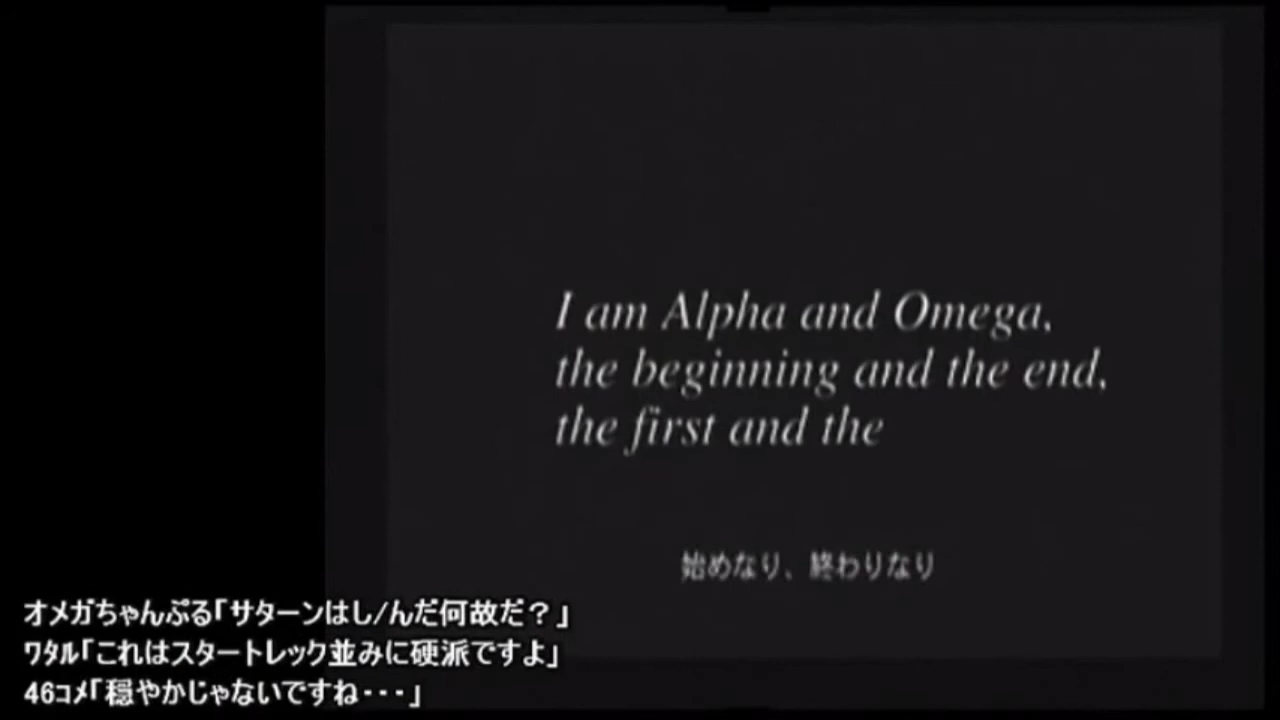 I am Alpha and Omega,
the beginning and the end,
the first and the
始めなり、終わりなり
オメガちゃんぷる「サターンはし/んだ何故だ？」
ﾜﾀﾙ「これはスタートレック並みに硬派ですよ」
46ｺﾒ「穏やかじゃないですね･･･」